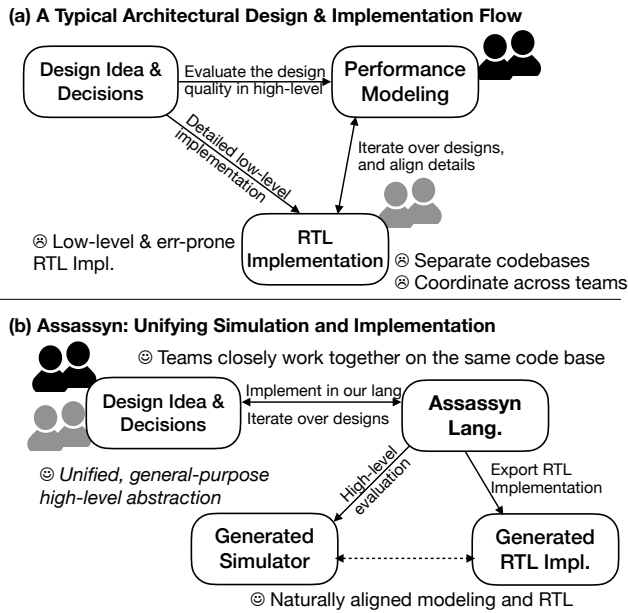 (a) A Typical Architectural Design & Implementation Flow
Design Idea &
Decisions
Evaluate the design
quality in high-level
Performance
Modeling
Detailed low-level
implementation
Iterate over designs,
and align details
☹ Low-level & err-prone
RTL Impl.
RTL
Implementation
☹ Separate codebases
☹ Coordinate across teams
(b) Assassyn: Unifying Simulation and Implementation
☺ Teams closely work together on the same code base
Design Idea &
Decisions
Implement in our lang
Iterate over designs
Assassyn
Lang.
☺ Unified, general-purpose
high-level abstraction
High-level
evaluation
Export RTL
Implementation
Generated
Simulator
Generated
RTL Impl.
☺ Naturally aligned modeling and RTL